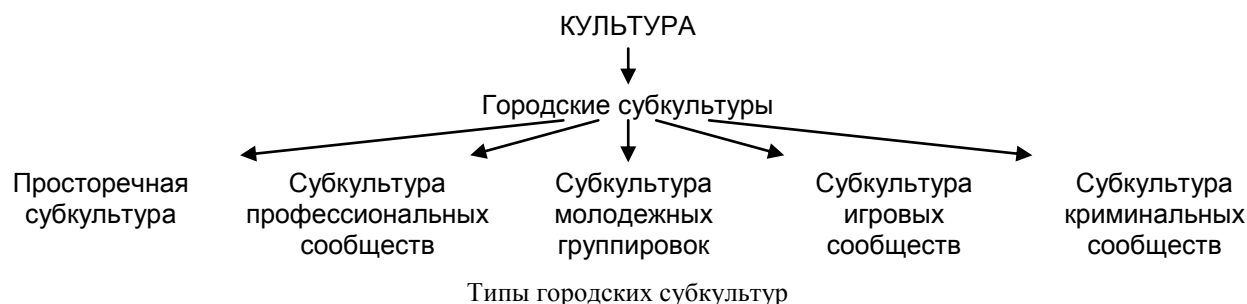 КУЛЬТУРА
Городские субкультуры
Просторечная
субкультура
Субкультура
профессиональных
сообществ
Субкультура
молодежных
группировок
Субкультура
игровых
сообществ
Субкультура
криминальных
сообществ
Типы городских субкультур